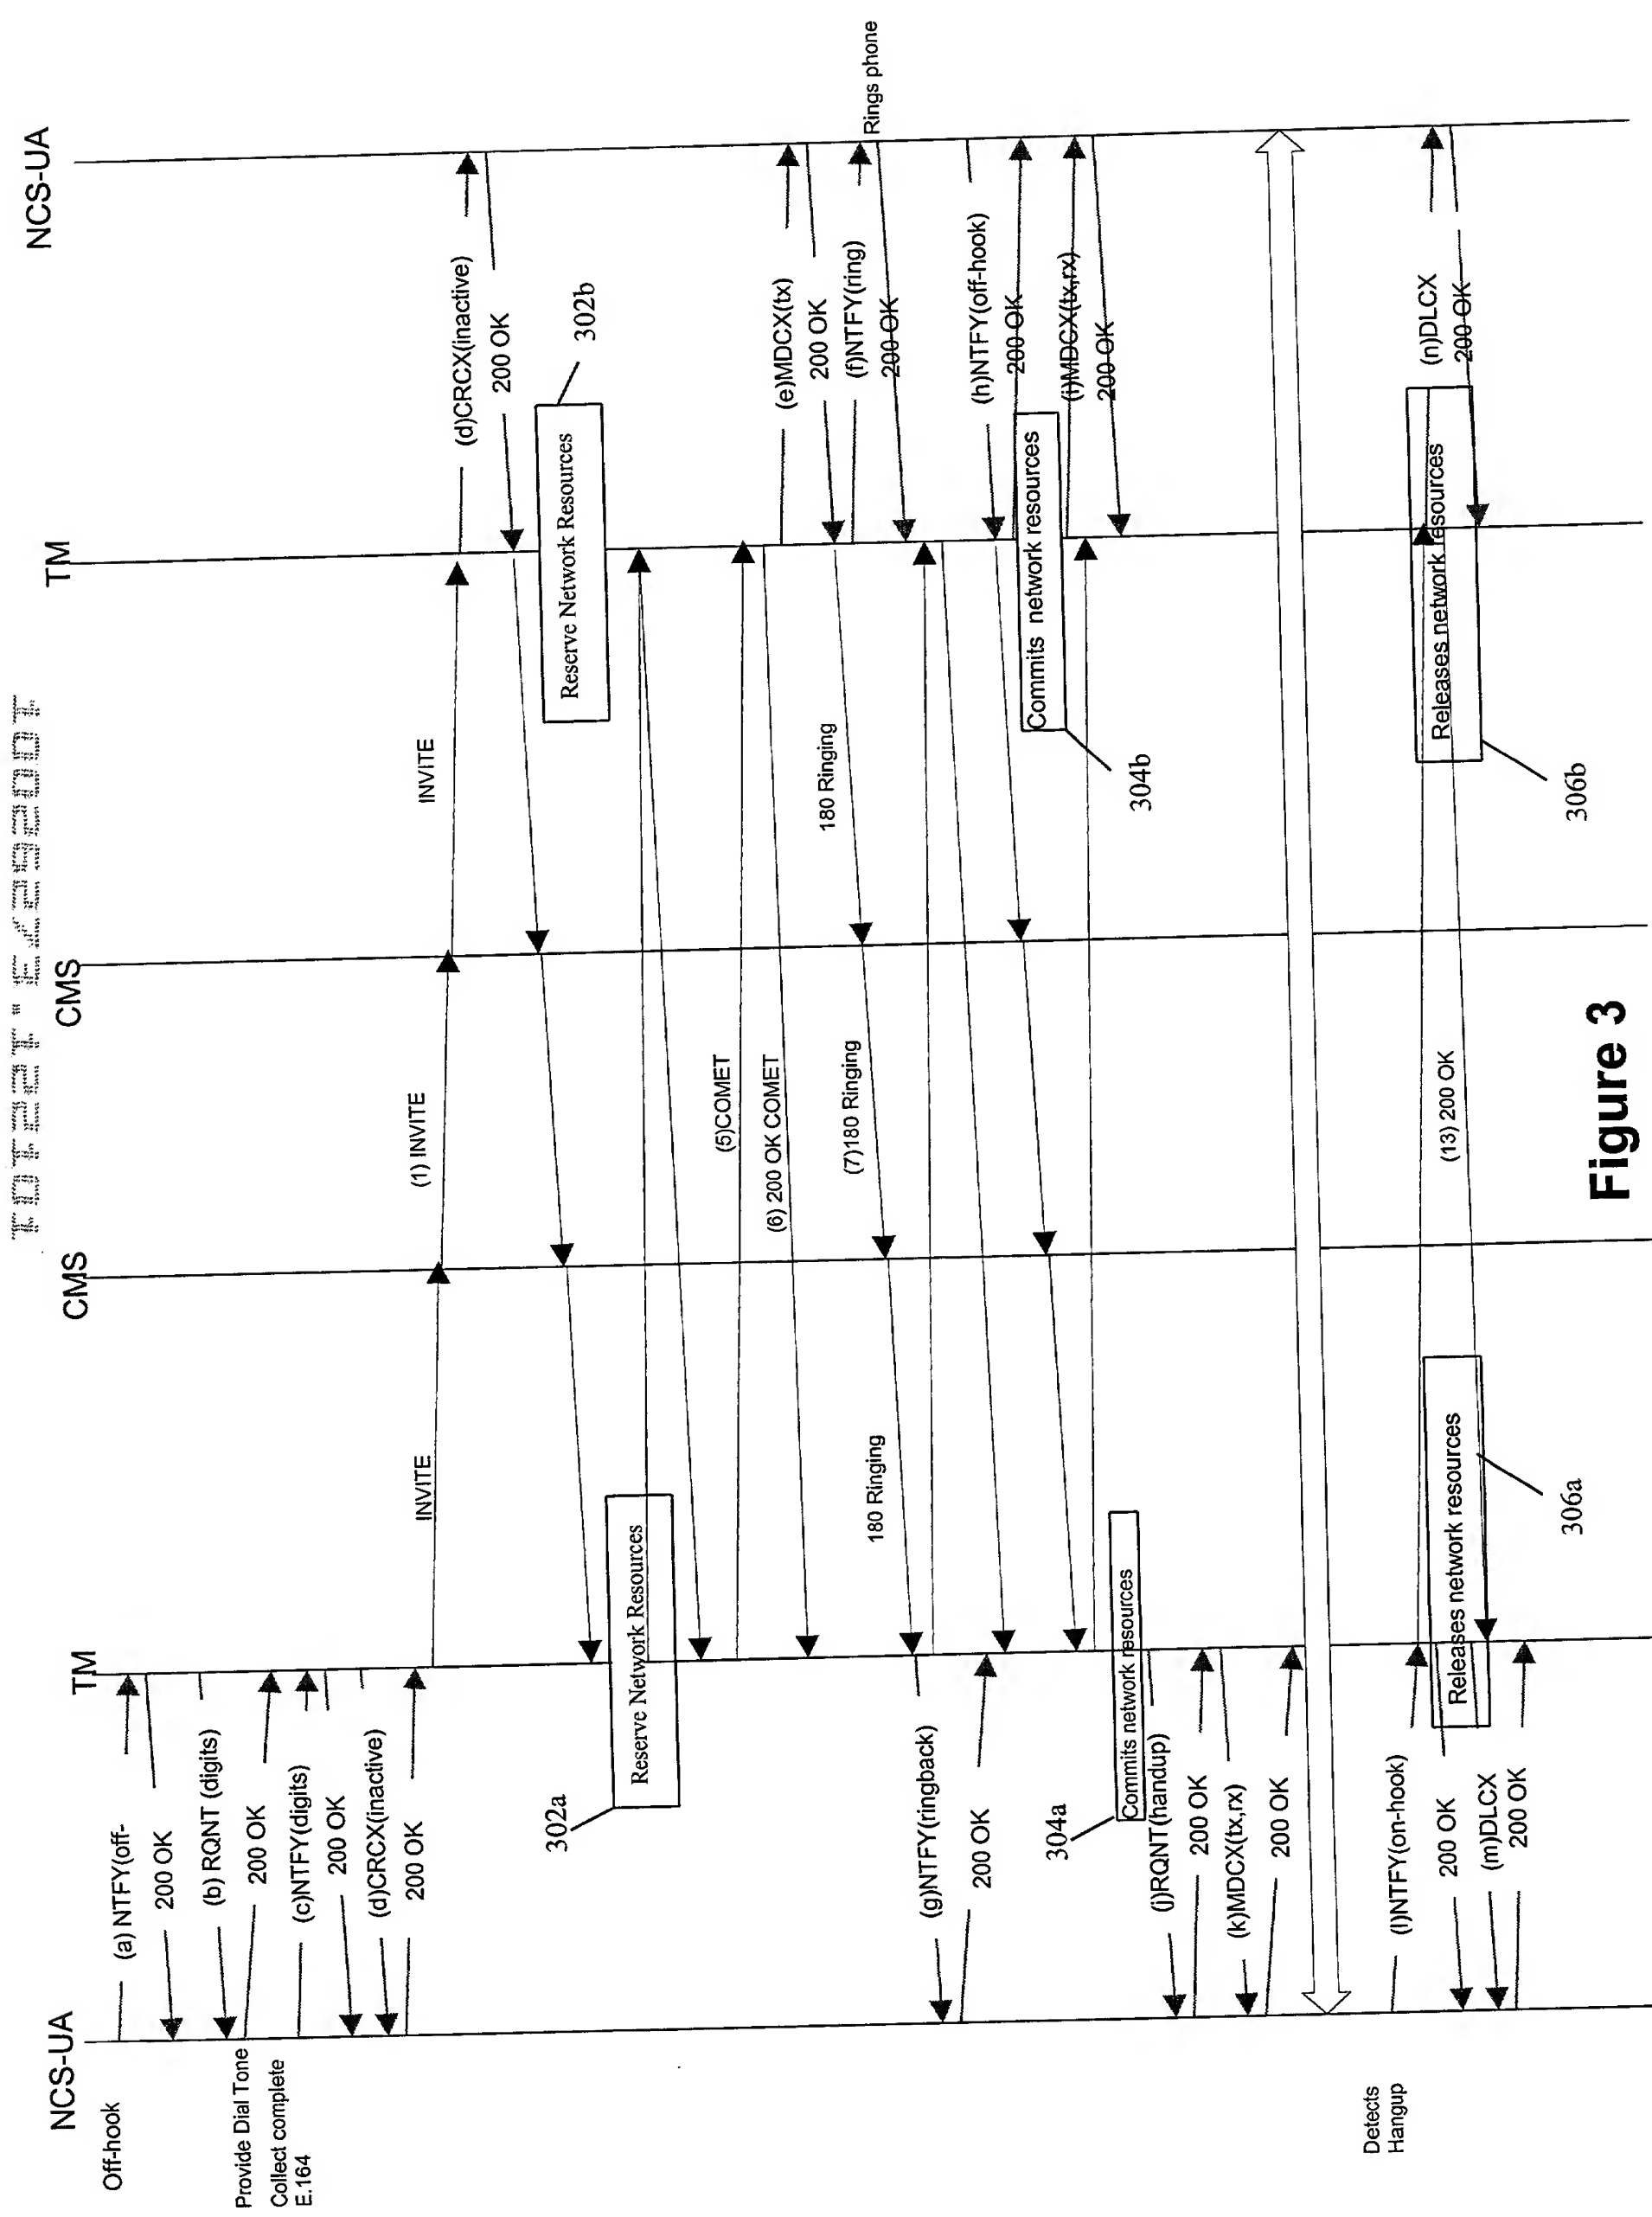 NCS-UA
TM
CMS
CMS
TM
NCS-UA
Off-hook
(a) NTFY(off-
200 OK
(b) RQNT (digits)
Provide Dial Tone
200 OK
Collect complete
E.164
(c)NTFY(digits)
200 OK
(d)CRCX(inactive)
200 OK
INVITE
(1) INVITE
INVITE
(d)CRCX(inactive)
200 OK
302b
Reserve Network Resources
302a
Reserve Network Resources
(5)COMET
(6) 200 OK COMET
(e)MDCX(tx)
200 OK
(f)NTFY(ring)
Rings phone
200 OK
180 Ringing
(7)180 Ringing
180 Ringing
(g)NTFY(ringback)
200 OK
(h)NTFY(off-hook)
200 OK
Commits network resources
304b
(i)MDCX(tx,rx)
200 OK
304a
Commits network resources
(j)RQNT(handup)
200 OK
(k)MDCX(tx,rx)
200 OK
Detects
Hangup
(l)NTFY(on-hook)
200 OK
(m)DLCX
200 OK
Releases network resources
306a
(13) 200 OK
(n)DLCX
200 OK
Releases network resources
306b
Figure 3